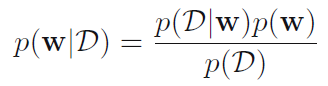 p(𝐰|𝒟) = p(𝒟|𝐰)p(𝐰) / p(𝒟)